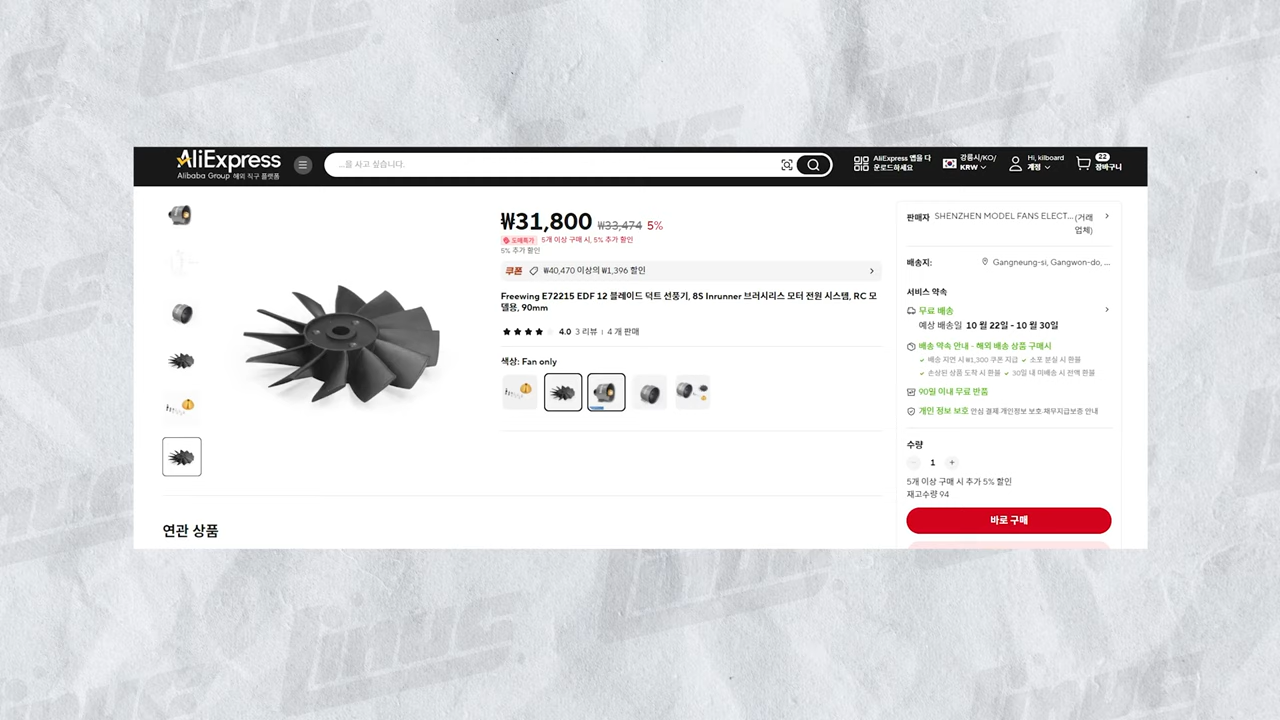 AliExpress
Alibaba Group 해외 직구 플랫폼
...을 사고 싶습니다.
AliExpress 앱을 다
운로드하세요
강릉시/KO/
KRW
Hi, kilboard
계정
22
장바구니
₩31,800 ₩33,474 5%
도매특가 5개 이상 구매 시, 5% 추가 할인
5% 추가 할인
쿠폰 ₩40,470 이상의 ₩1,396 할인
Freewing E72215 EDF 12 블레이드 덕트 선풍기, 8S Inrunner 브러시리스 모터 전원 시스템, RC 모
델용, 90mm
4.0 3 리뷰 | 4 개 판매
색상: Fan only
연관 상품
판매자 SHENZHEN MODEL FANS ELECT... (거래
업체)
배송지: Gangneung-si, Gangwon-do, ...
서비스 약속
무료 배송
예상 배송일 10 월 22일 - 10 월 30일
배송 약속 안내 - 해외 배송 상품 구매시
배송 지연 시 ₩1,300 쿠폰 지급 소포 분실 시 환불
손상된 상품 도착 시 환불 30일 내 미배송 시 전액 환불
90일 이내 무료 반품
개인 정보 보호 안심 결제·개인정보 보호·재무지급보증 안내
수량
- 1 +
5개 이상 구매 시 추가 5% 할인
재고수량 94
바로 구매